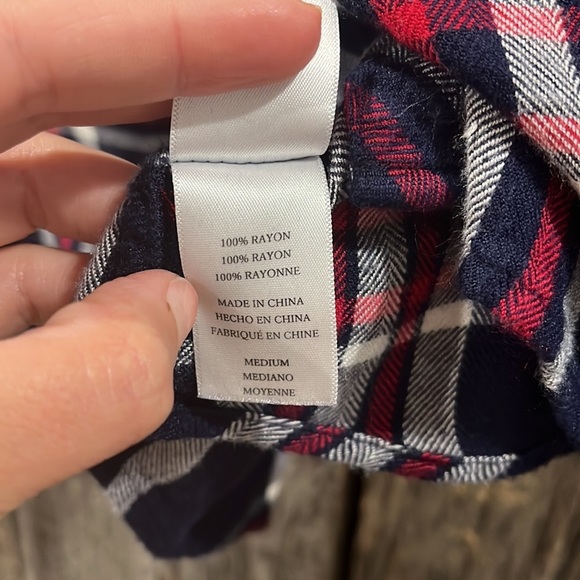 100% RAYON
100% RAYON
100% RAYONNE
MADE IN CHINA
HECHO EN CHINA
FABRIQUÉ EN CHINE
MEDIUM
MEDIANO
MOYENNE